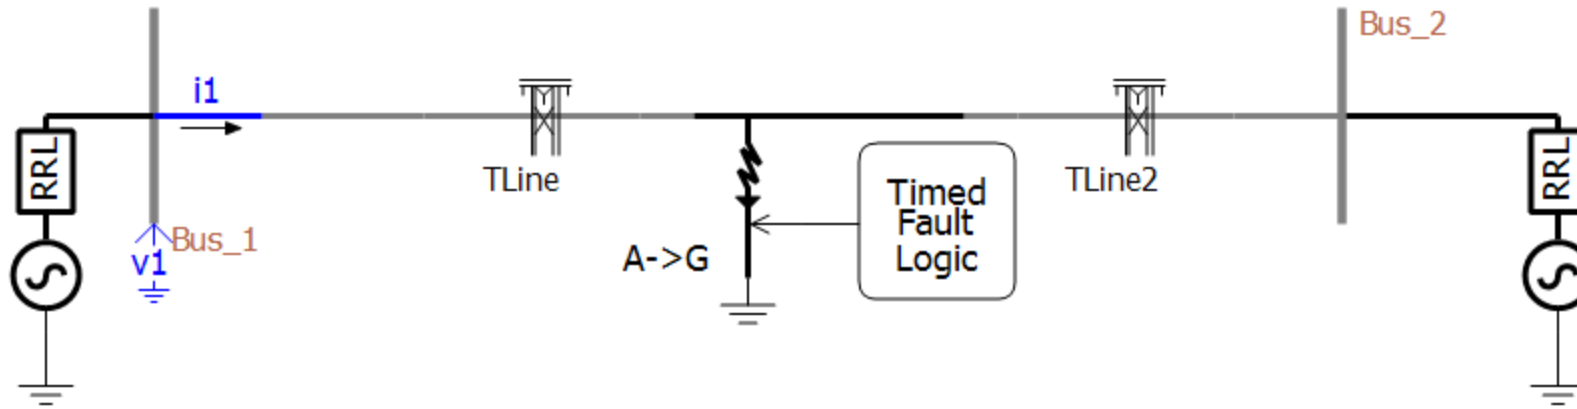 Bus_2
i1
RRL
TLine
TLine2
RRL
Timed
Fault
Logic
Bus_1
v1
A->G